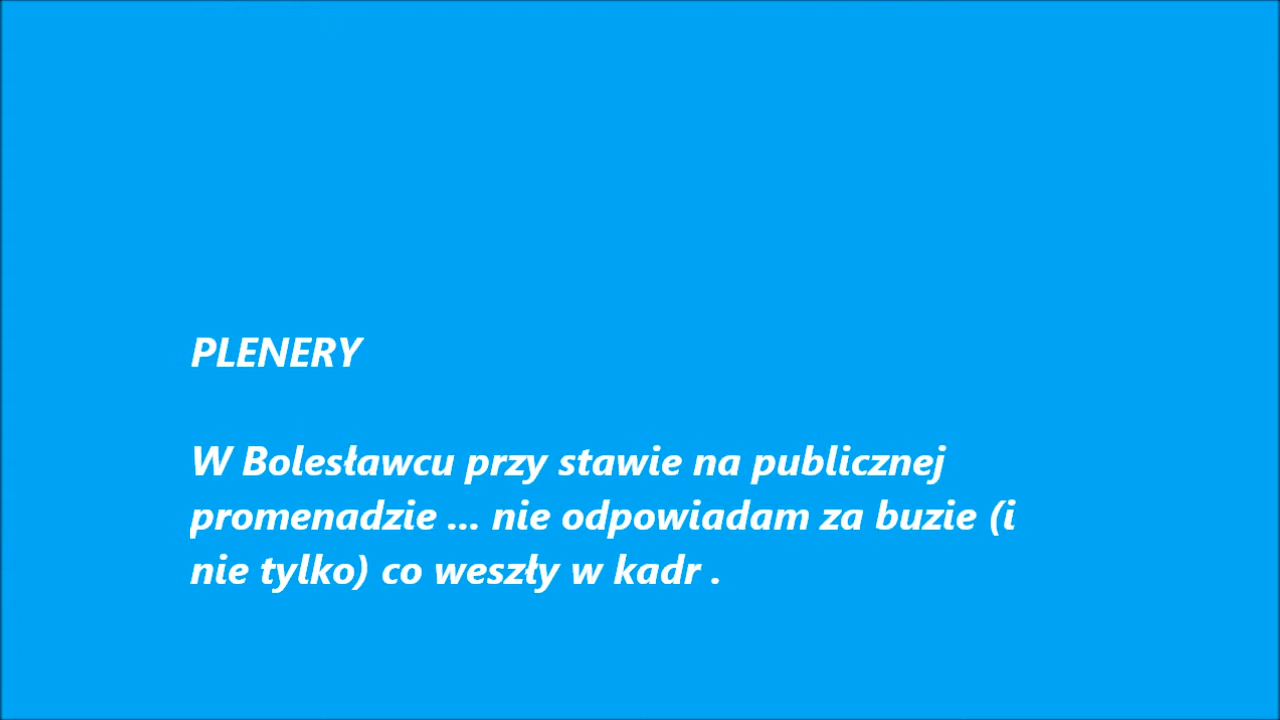 PLENERY
W Bolesławcu przy stawie na publicznej
promenadzie ... nie odpowiadam za buzie (i
nie tylko) co weszły w kadr .